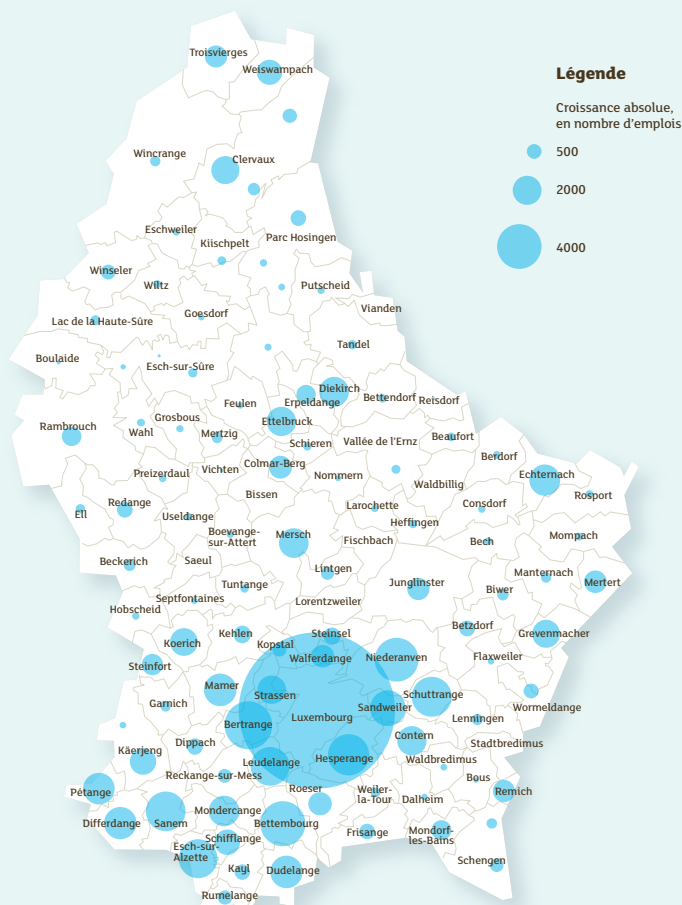 Troisvierges
Weiswampach
Légende
Croissance absolue,
en nombre d'emplois
500
2000
4000
Wincrange
Clervaux
Eschweiler
Kiischpelt
Parc Hosingen
Winseler
Wiltz
Putscheid
Lac de la Haute-Sûre
Goesdorf
Vianden
Boulaide
Esch-sur-Sûre
Tandel
Diekirch
Erpeldange
Bettendorf
Reisdorf
Feulen
Rambrouch
Grosbous
Wahl
Mertzig
Ettelbruck
Schieren
Vallée de l'Ernz
Beaufort
Berdorf
Preizerdaul
Vichten
Colmar-Berg
Nommern
Waldbillig
Echternach
Rosport
Ell
Redange
Useldange
Bissen
Larochette
Consdorf
Heffingen
Boevange-
sur-Attert
Mersch
Fischbach
Bech
Mompach
Beckerich
Saeul
Lintgen
Junglinster
Manternach
Mertert
Tuntange
Biwer
Septfontaines
Hobscheid
Lorentzweiler
Koerich
Kehlen
Kopstal
Steinsel
Betzdorf
Grevenmacher
Steinfort
Walferdange
Niederanven
Flaxweiler
Mamer
Strassen
Schuttrange
Sandweiler
Garnich
Bertrange
Luxembourg
Lenningen
Wormeldange
Dippach
Contern
Stadtbredimus
Käerjeng
Leudelange
Hesperange
Waldbredimus
Reckange-sur-Mess
Bous
Pétange
Roeser
Weiler-
la-Tour
Dalheim
Remich
Differdange
Sanem
Mondercange
Bettembourg
Frisange
Mondorf-
les-Bains
Schifflange
Esch-sur-
Alzette
Schengen
Kayl
Dudelange
Rumelange